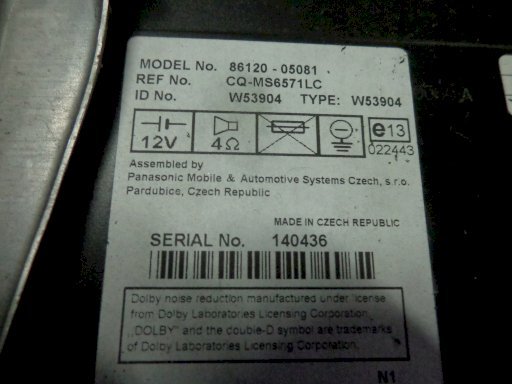 MODEL No. 86120 - 05081
REF No. CQ-MS6571LC
ID No. W53904 TYPE: W53904
12V 4Ω e13
022443
Assembled by
Panasonic Mobile & Automotive Systems Czech, s.r.o.
Pardubice, Czech Republic
MADE IN CZECH REPUBLIC
SERIAL No. 140436
Dolby noise reduction manufactured under license
from Dolby Laboratories Licensing Corporation.
„DOLBY" and the double-D symbol are trademarks
of Dolby Laboratories Licensing Corporation.
N1